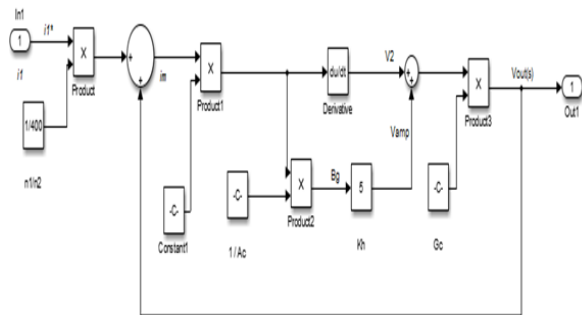 In1
1
i1*
i1
X
Product
1/400
n1/n2
+
+
im
X
Product1
-C-
Constant1
du/dt
Derivative
V2
+
+
Vamp
-C-
1 / Ac
X
Product2
Bg
5
Kh
-C-
Gc
X
Product3
Vout(s)
1
Out1